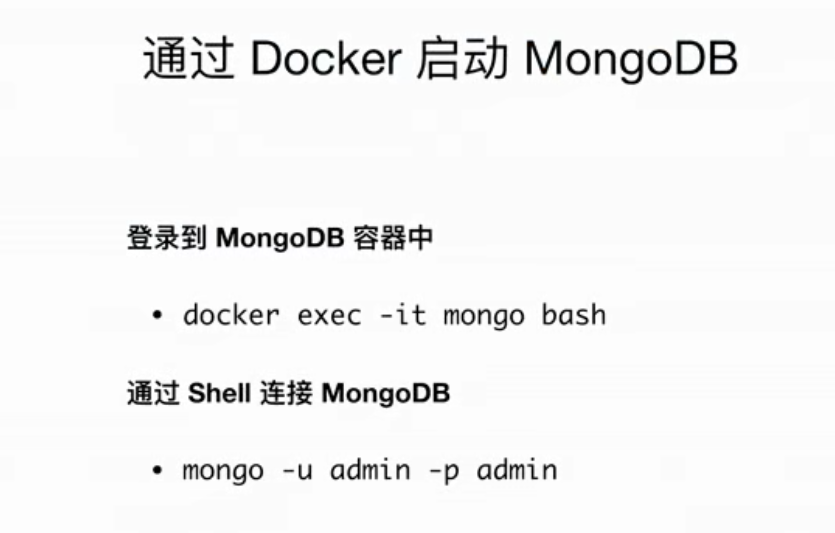 通过 Docker 启动 MongoDB
登录到 MongoDB 容器中
• docker exec -it mongo bash
通过 Shell 连接 MongoDB
• mongo -u admin -p admin